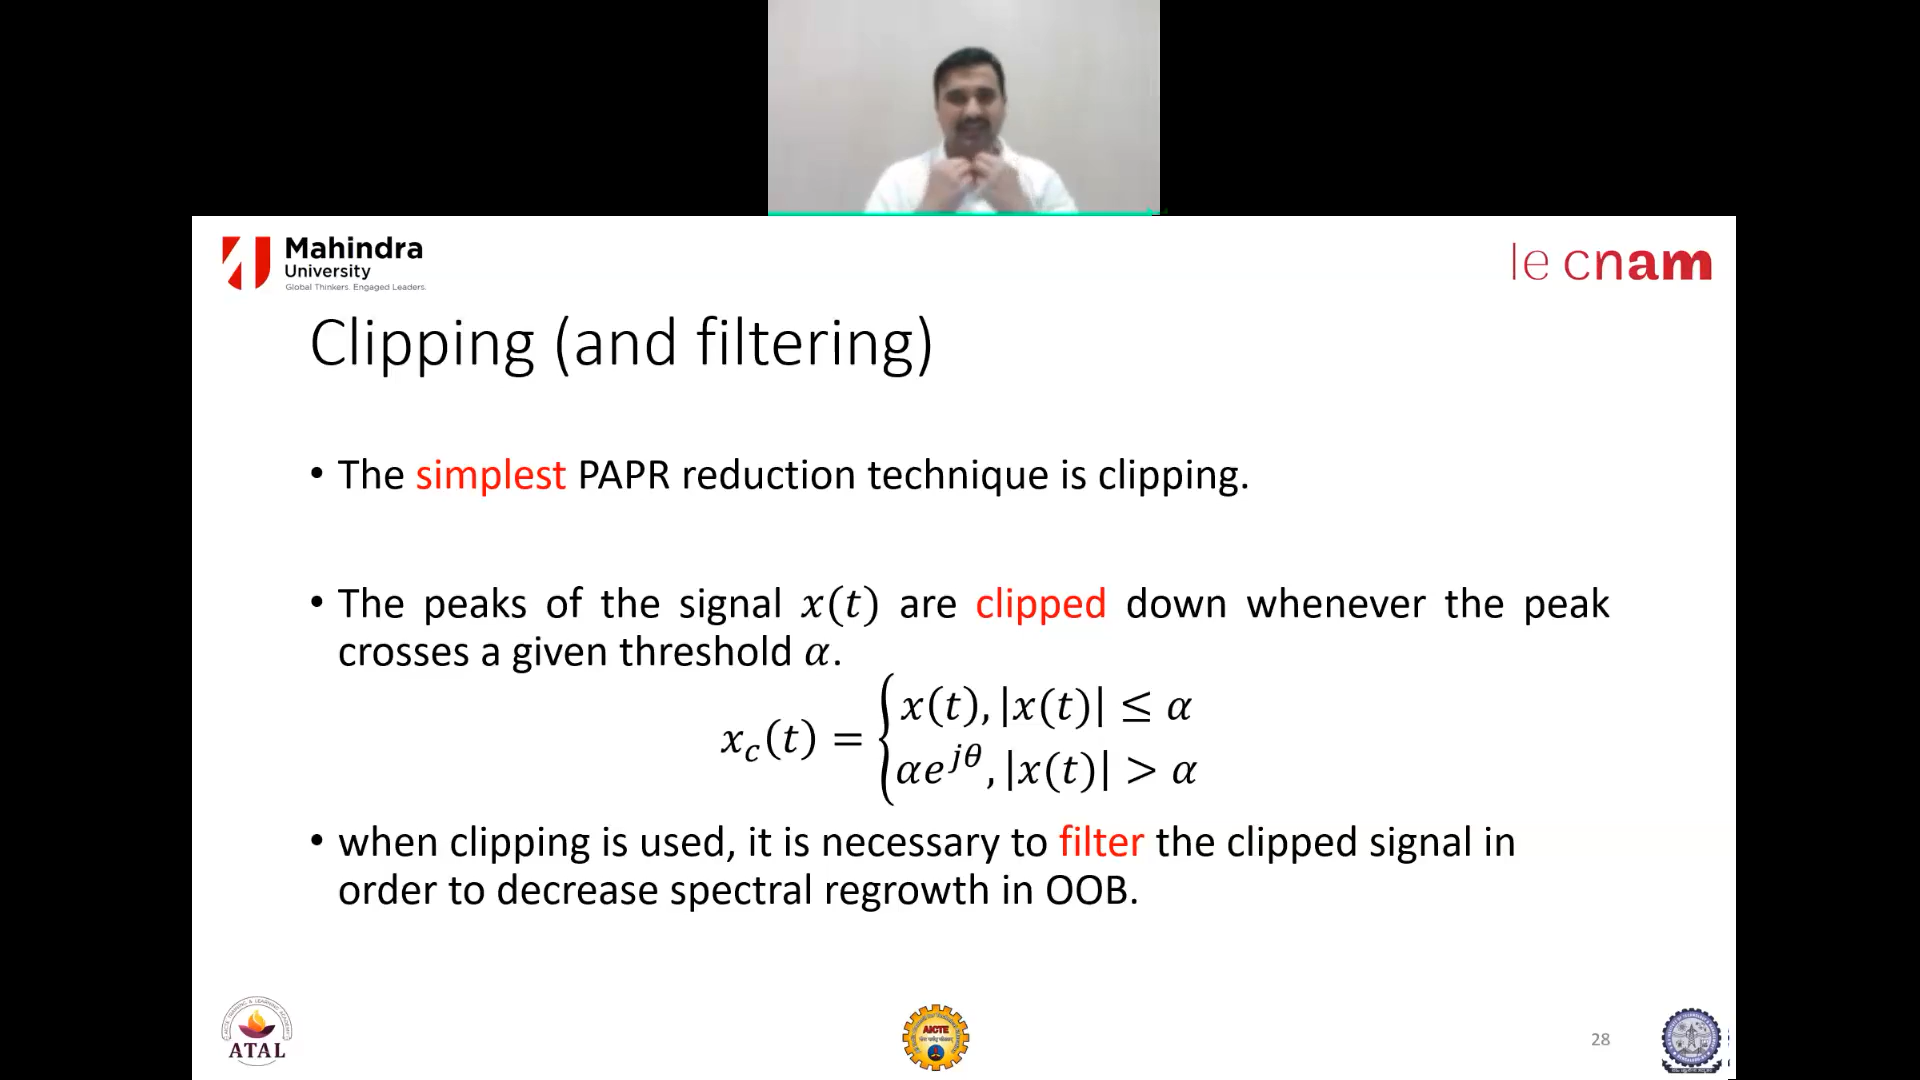 Mahindra
University
Global Thinkers. Engaged Leaders.
le cnam
Clipping (and filtering)
• The simplest PAPR reduction technique is clipping.
• The peaks of the signal x(t) are clipped down whenever the peak
crosses a given threshold α.
x_c(t) = { x(t), |x(t)| ≤ α
αe^{jθ}, |x(t)| > α
• when clipping is used, it is necessary to filter the clipped signal in
order to decrease spectral regrowth in OOB.
ATAL
AICTE
28